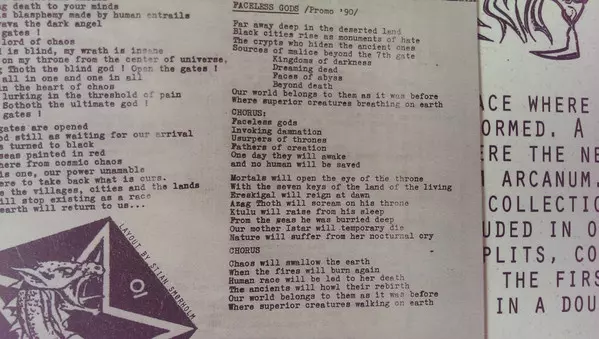 ng death to your minds
s blasphemy made by human entrails
rava the dark angel
gates !
lord of chaos
l is blind, my wrath is insane
on my throne from the center of universe,
g Thoth the blind god ! Open the gates !
all in one and one in all
in the heart of chaos
lurking in the threshold of pain
Sothoth the ultimate god !
gates !
gates are opened
od still as waiting for our arrival
s turned to black
seas painted in red
here from cosmic chaos
is one, our power unamable
ere to take back what is ours.
e the villages, cities and the lands
ll stop existing as a race
earth will return to us...
LAYOUT BY STIAN SMØRHOLM
FACELESS GODS /Promo '90/
Far away deep in the deserted land
Black cities rise as monuments of hate
The crypts who hiden the ancient ones
Sources of malice beyond the 7th gate
Kingdoms of darkness
Dreaming dead
Faces of abyss
Beyond death
Our world belongs to them as it was before
Where superior creatures breathing on earth
CHORUS:
Faceless gods
Invoking damnation
Usurpers of thrones
Fathers of creation
One day they will awake
and no human will be saved
Mortals will open the eye of the throne
With the seven keys of the land of the living
Ereskigal will reign at dawn
Asag Thoth will scream on his throne
Ktulu will raise from his sleep
From the seas he was buried deep
Our mother Istar will temporary die
Nature will suffer from her nocturnal ory
CHORUS
Chaos will swallow the earth
When the fires will burn again
Human race will be led to her death
The ancients will howl their rebirth
Our world belongs to them as it was before
Where superior creatures walking on earth
ACE WHERE
ORMED. A
RE THE NE
ARCANUM.
COLLECTIO
UDED IN O
PLITS, CO
THE FIRS
IN A DOU